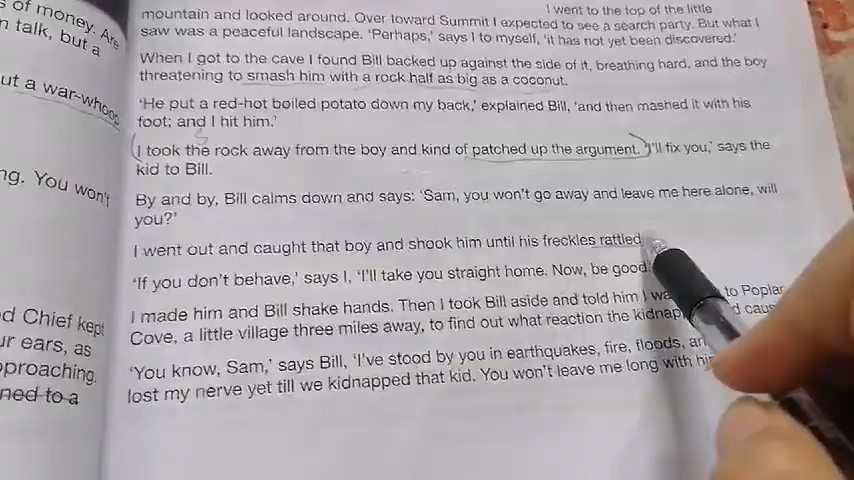 s of money. Are
n talk, but a
ut a war-whoop
ng. You won't
d Chief kept
ur ears, as
pproaching.
ned to a
I went to the top of the little
mountain and looked around. Over toward Summit I expected to see a search party. But what I
saw was a peaceful landscape. 'Perhaps,' says I to myself, 'it has not yet been discovered.'
When I got to the cave I found Bill backed up against the side of it, breathing hard, and the boy
threatening to smash him with a rock half as big as a coconut.
'He put a red-hot boiled potato down my back,' explained Bill, 'and then mashed it with his
foot; and I hit him.'
I took the rock away from the boy and kind of patched up the argument. 'I'll fix you,' says the
kid to Bill.
By and by, Bill calms down and says: 'Sam, you won't go away and leave me here alone, will
you?'
I went out and caught that boy and shook him until his freckles rattled
'If you don't behave,' says I, 'I'll take you straight home. Now, be good
I made him and Bill shake hands. Then I took Bill aside and told him I to Poplar
Cove, a little village three miles away, to find out what reaction the kidnap
'You know, Sam,' says Bill, 'I've stood by you in earthquakes, fire, floods,
lost my nerve yet till we kidnapped that kid. You won't leave me long with